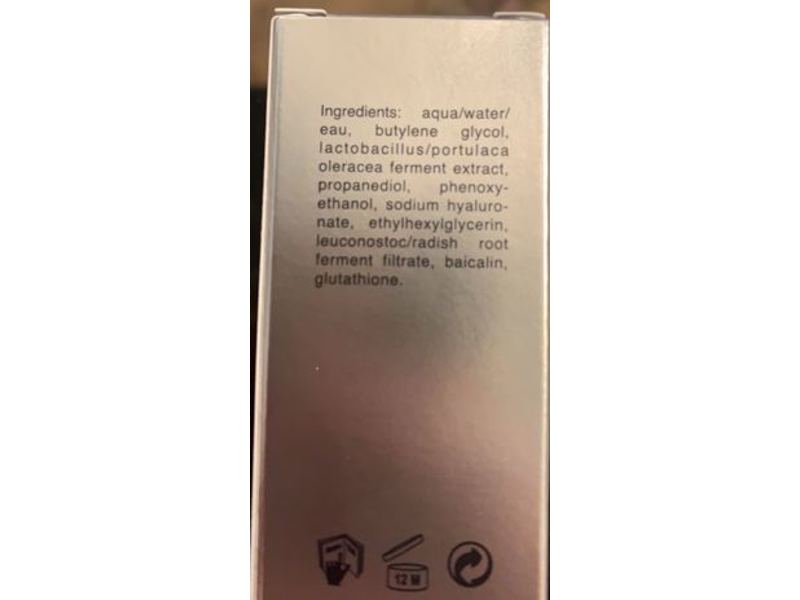 Ingredients: aqua/water/
eau, butylene glycol,
lactobacillus/portulaca
oleracea ferment extract,
propanediol, phenoxy-
ethanol, sodium hyaluro-
nate, ethylhexylglycerin,
leuconostoc/radish root
ferment filtrate, baicalin,
glutathione.
12 M